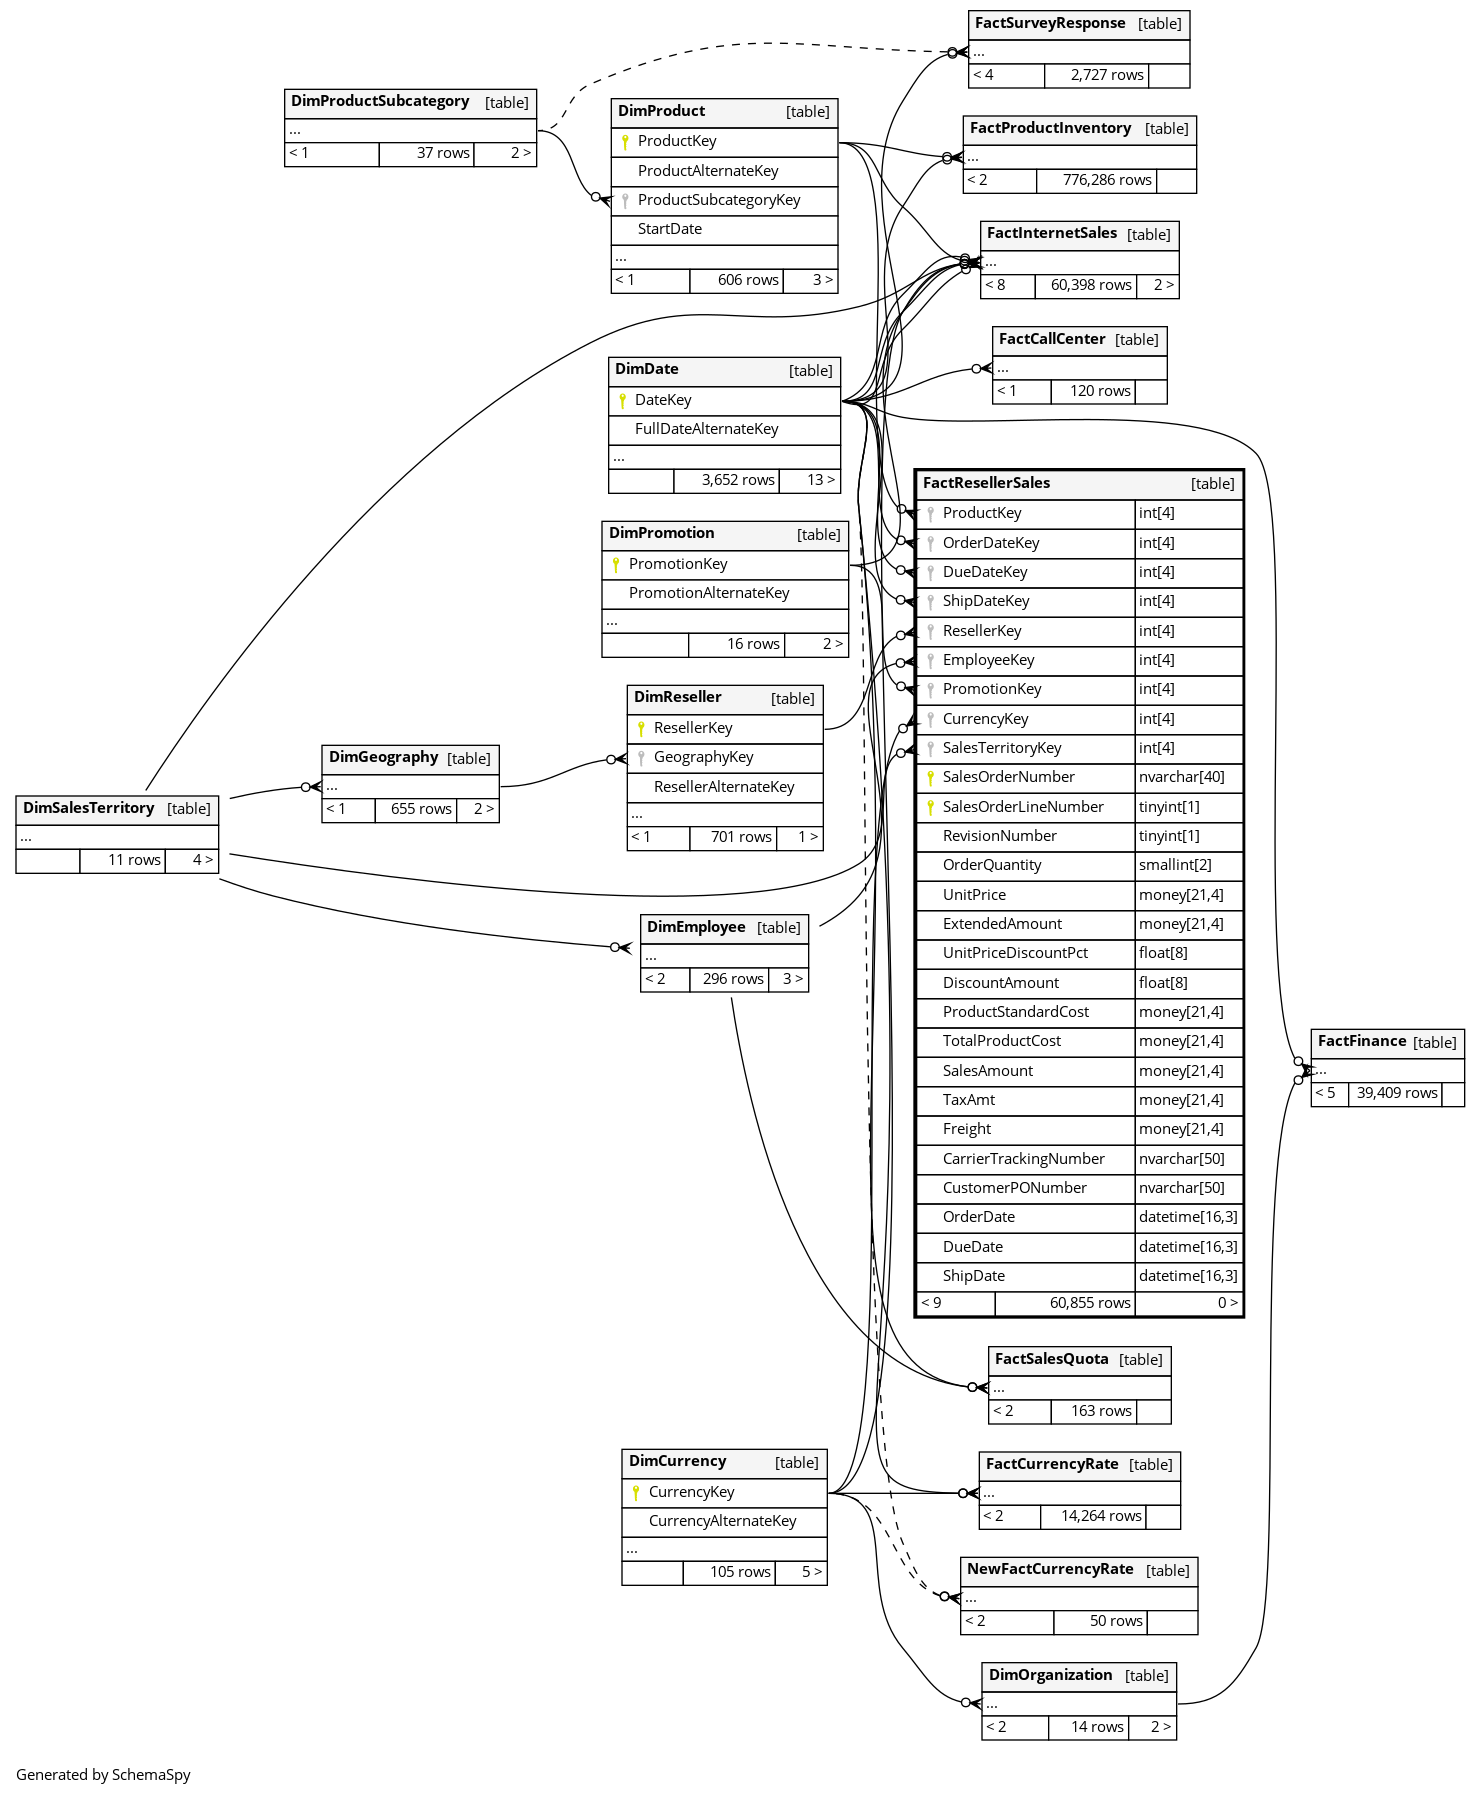 FactSurveyResponse [table]
...
< 4 2,727 rows
DimProductSubcategory [table]
...
< 1 37 rows 2 >
DimProduct [table]
ProductKey
ProductAlternateKey
ProductSubcategoryKey
StartDate
...
< 1 606 rows 3 >
FactProductInventory [table]
...
< 2 776,286 rows
FactInternetSales [table]
...
< 8 60,398 rows 2 >
FactCallCenter [table]
...
< 1 120 rows
DimDate [table]
DateKey
FullDateAlternateKey
...
3,652 rows 13 >
DimPromotion [table]
PromotionKey
PromotionAlternateKey
...
16 rows 2 >
DimReseller [table]
ResellerKey
GeographyKey
ResellerAlternateKey
...
< 1 701 rows 1 >
DimGeography [table]
...
< 1 655 rows 2 >
DimSalesTerritory [table]
...
11 rows 4 >
DimEmployee [table]
...
< 2 296 rows 3 >
FactResellerSales [table]
ProductKey int[4]
OrderDateKey int[4]
DueDateKey int[4]
ShipDateKey int[4]
ResellerKey int[4]
EmployeeKey int[4]
PromotionKey int[4]
CurrencyKey int[4]
SalesTerritoryKey int[4]
SalesOrderNumber nvarchar[40]
SalesOrderLineNumber tinyint[1]
RevisionNumber tinyint[1]
OrderQuantity smallint[2]
UnitPrice money[21,4]
ExtendedAmount money[21,4]
UnitPriceDiscountPct float[8]
DiscountAmount float[8]
ProductStandardCost money[21,4]
TotalProductCost money[21,4]
SalesAmount money[21,4]
TaxAmt money[21,4]
Freight money[21,4]
CarrierTrackingNumber nvarchar[50]
CustomerPONumber nvarchar[50]
OrderDate datetime[16,3]
DueDate datetime[16,3]
ShipDate datetime[16,3]
< 9 60,855 rows 0 >
FactFinance [table]
...
< 5 39,409 rows
FactSalesQuota [table]
...
< 2 163 rows
DimCurrency [table]
CurrencyKey
CurrencyAlternateKey
...
105 rows 5 >
FactCurrencyRate [table]
...
< 2 14,264 rows
NewFactCurrencyRate [table]
...
< 2 50 rows
DimOrganization [table]
...
< 2 14 rows 2 >
Generated by SchemaSpy